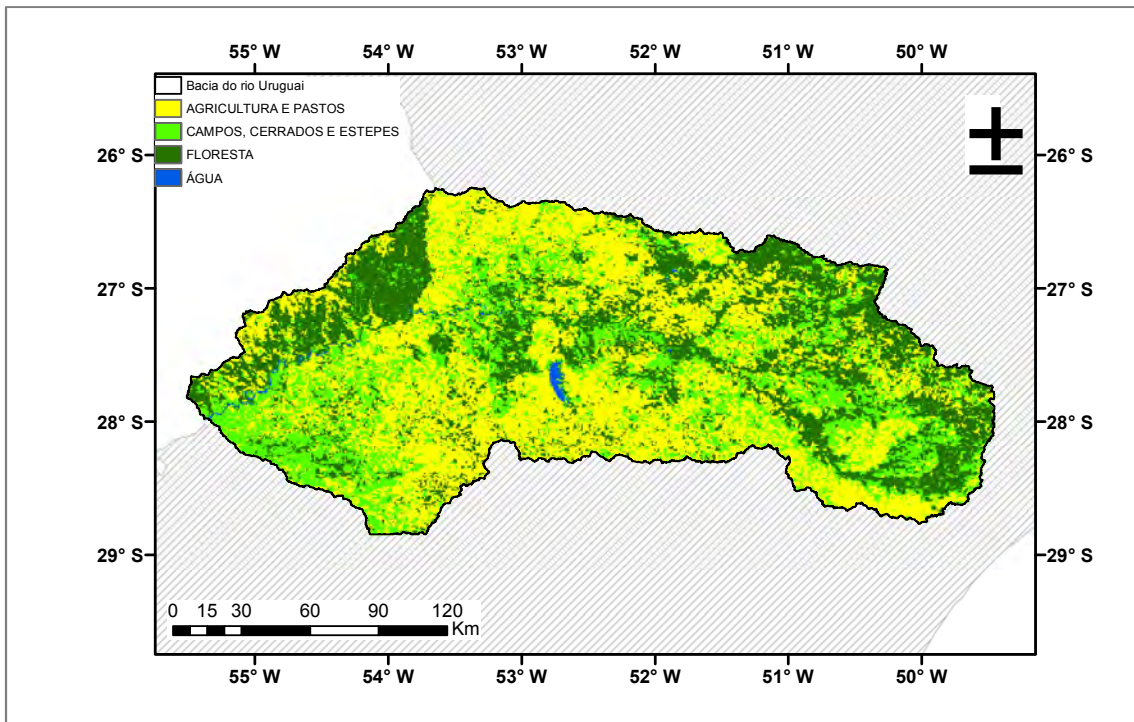 55° W 54° W 53° W 52° W 51° W 50° W
Bacia do rio Uruguai
AGRICULTURA E PASTOS
CAMPOS, CERRADOS E ESTEPES
FLORESTA
ÁGUA
26° S 26° S
27° S 27° S
28° S 28° S
29° S 29° S
0 15 30 60 90 120
Km
55° W 54° W 53° W 52° W 51° W 50° W